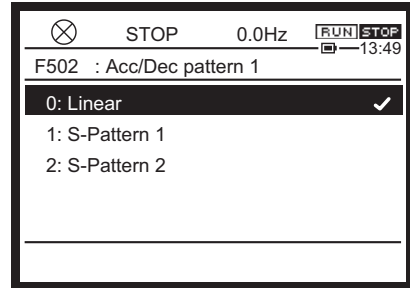 STOP 0.0Hz RUN STOP
13:49
F502 : Acc/Dec pattern 1
0: Linear
1: S-Pattern 1
2: S-Pattern 2